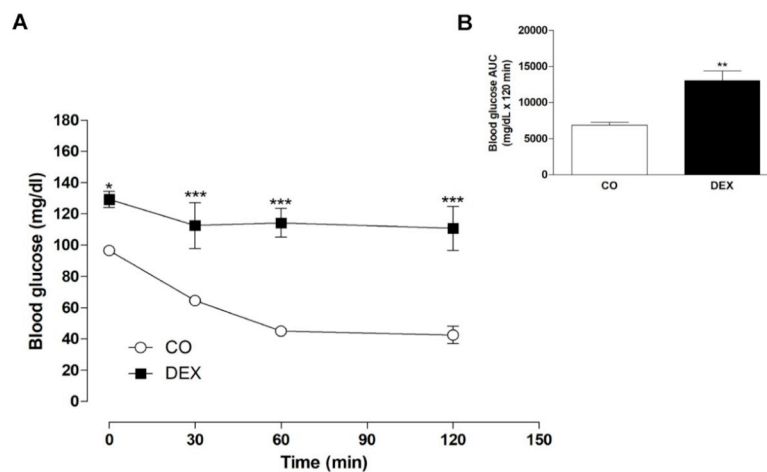 A
Blood glucose (mg/dl)
180
160
140
120
100
80
60
40
20
0
*
***
***
***
CO
DEX
0 30 60 90 120 150
Time (min)
B
Blood glucose AUC
(mg/dL x 120 min)
20000
15000
10000
5000
0
**
CO DEX